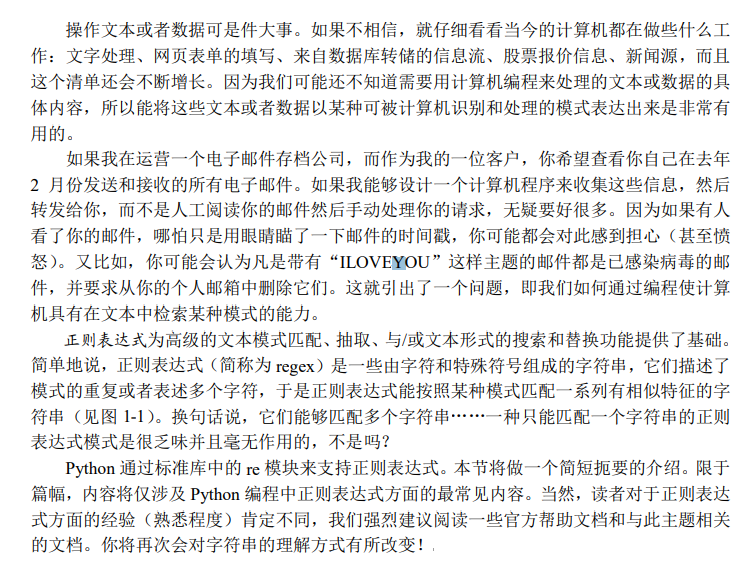 操作文本或者数据可是件大事。如果不相信，就仔细看看当今的计算机都在做些什么工
作：文字处理、网页表单的填写、来自数据库转储的信息流、股票报价信息、新闻源，而且
这个清单还会不断增长。因为我们可能还不知道需要用计算机编程来处理的文本或数据的具
体内容，所以能将这些文本或者数据以某种可被计算机识别和处理的模式表达出来是非常有
用的。
如果我在运营一个电子邮件存档公司，而作为我的一位客户，你希望查看你自己在去年
2 月份发送和接收的所有电子邮件。如果我能够设计一个计算机程序来收集这些信息，然后
转发给你，而不是人工阅读你的邮件然后手动处理你的请求，无疑要好很多。因为如果有人
看了你的邮件，哪怕只是用眼睛瞄了一下邮件的时间戳，你可能都会对此感到担心（甚至愤
怒）。又比如，你可能会认为凡是带有“ILOVEYOU”这样主题的邮件都是已感染病毒的邮
件，并要求从你的个人邮箱中删除它们。这就引出了一个问题，即我们如何通过编程使计算
机具有在文本中检索某种模式的能力。
正则表达式为高级的文本模式匹配、抽取、与/或文本形式的搜索和替换功能提供了基础。
简单地说，正则表达式（简称为 regex）是一些由字符和特殊符号组成的字符串，它们描述了
模式的重复或者表述多个字符，于是正则表达式能按照某种模式匹配一系列有相似特征的字
符串（见图 1-1）。换句话说，它们能够匹配多个字符串……一种只能匹配一个字符串的正则
表达式模式是很乏味并且毫无作用的，不是吗？
Python 通过标准库中的 re 模块来支持正则表达式。本节将做一个简短扼要的介绍。限于
篇幅，内容将仅涉及 Python 编程中正则表达式方面的最常见内容。当然，读者对于正则表达
式方面的经验（熟悉程度）肯定不同，我们强烈建议阅读一些官方帮助文档和与此主题相关
的文档。你将再次会对字符串的理解方式有所改变！